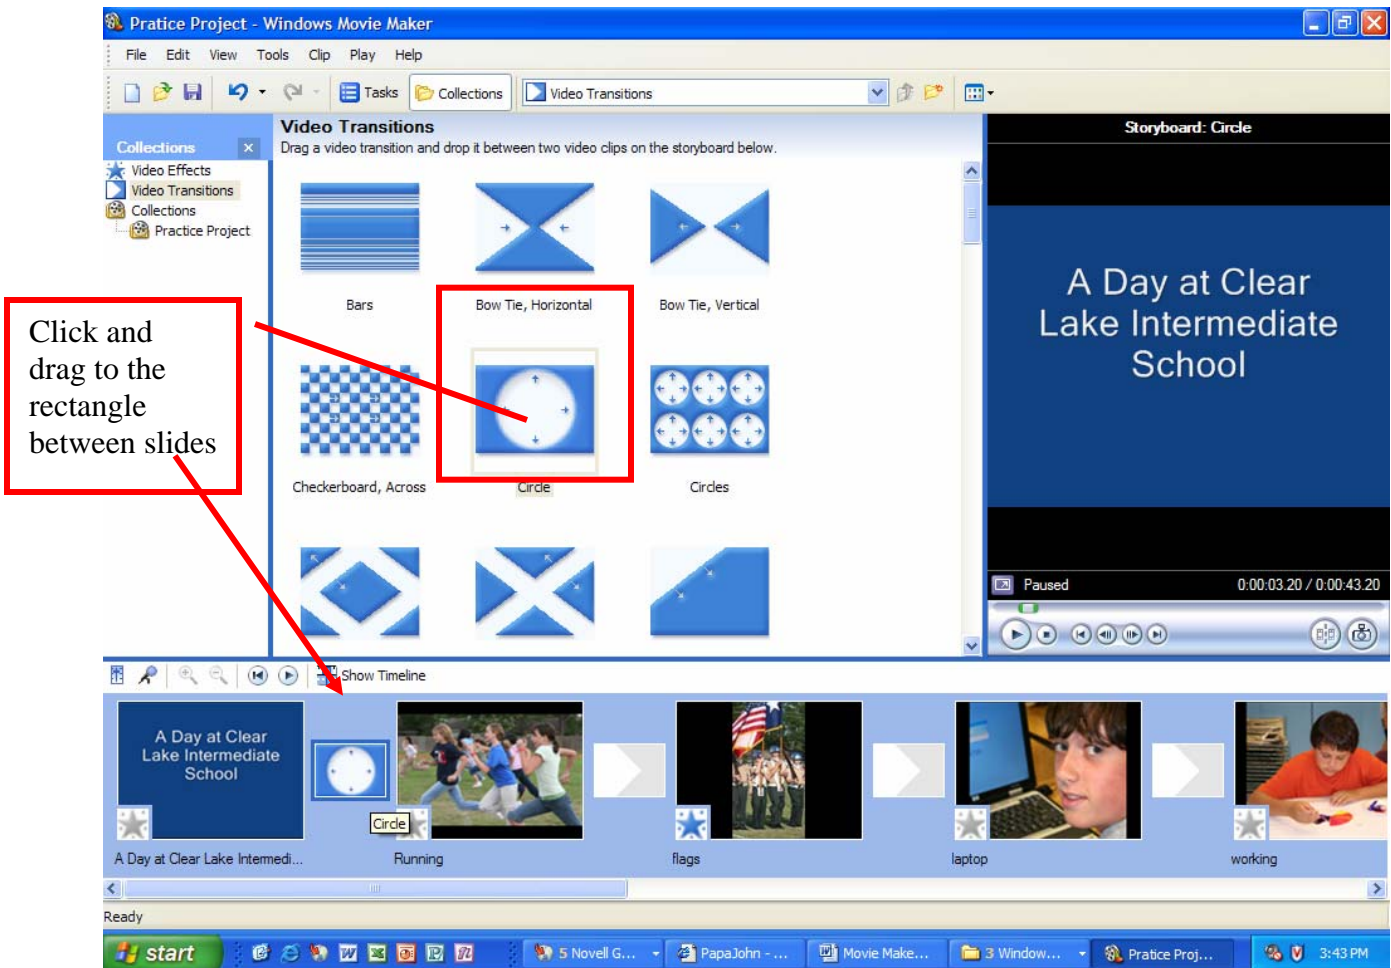 Pratice Project - Windows Movie Maker
File Edit View Tools Clip Play Help
Tasks Collections Video Transitions
Collections
Video Effects
Video Transitions
Collections
Practice Project
Video Transitions
Drag a video transition and drop it between two video clips on the storyboard below.
Bars Bow Tie, Horizontal Bow Tie, Vertical
Checkerboard, Across Circle Circles
Click and
drag to the
rectangle
between slides
Storyboard: Circle
A Day at Clear
Lake Intermediate
School
Paused 0:00:03.20 / 0:00:43.20
Show Timeline
A Day at Clear
Lake Intermediate
School
Circle
A Day at Clear Lake Intermedi... Running flags laptop working
Ready
start 5 Novell G... PapaJohn - ... Movie Make... 3 Window... Pratice Proj... 3:43 PM